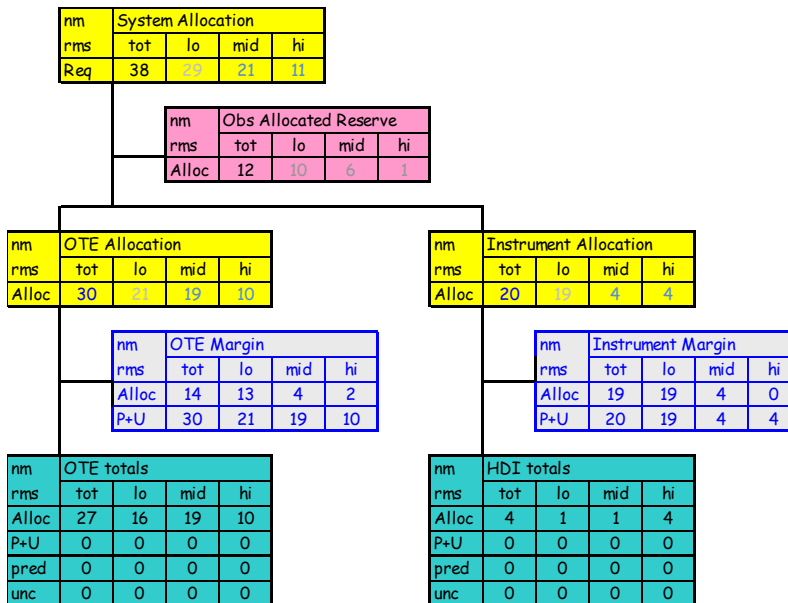 nm System Allocation
rms tot lo mid hi
Req 38 29 21 11
nm Obs Allocated Reserve
rms tot lo mid hi
Alloc 12 10 6 1
nm OTE Allocation
rms tot lo mid hi
Alloc 30 21 19 10
nm Instrument Allocation
rms tot lo mid hi
Alloc 20 19 4 4
nm OTE Margin
rms tot lo mid hi
Alloc 14 13 4 2
P+U 30 21 19 10
nm Instrument Margin
rms tot lo mid hi
Alloc 19 19 4 0
P+U 20 19 4 4
nm OTE totals
rms tot lo mid hi
Alloc 27 16 19 10
P+U 0 0 0 0
pred 0 0 0 0
unc 0 0 0 0
nm HDI totals
rms tot lo mid hi
Alloc 4 1 1 4
P+U 0 0 0 0
pred 0 0 0 0
unc 0 0 0 0